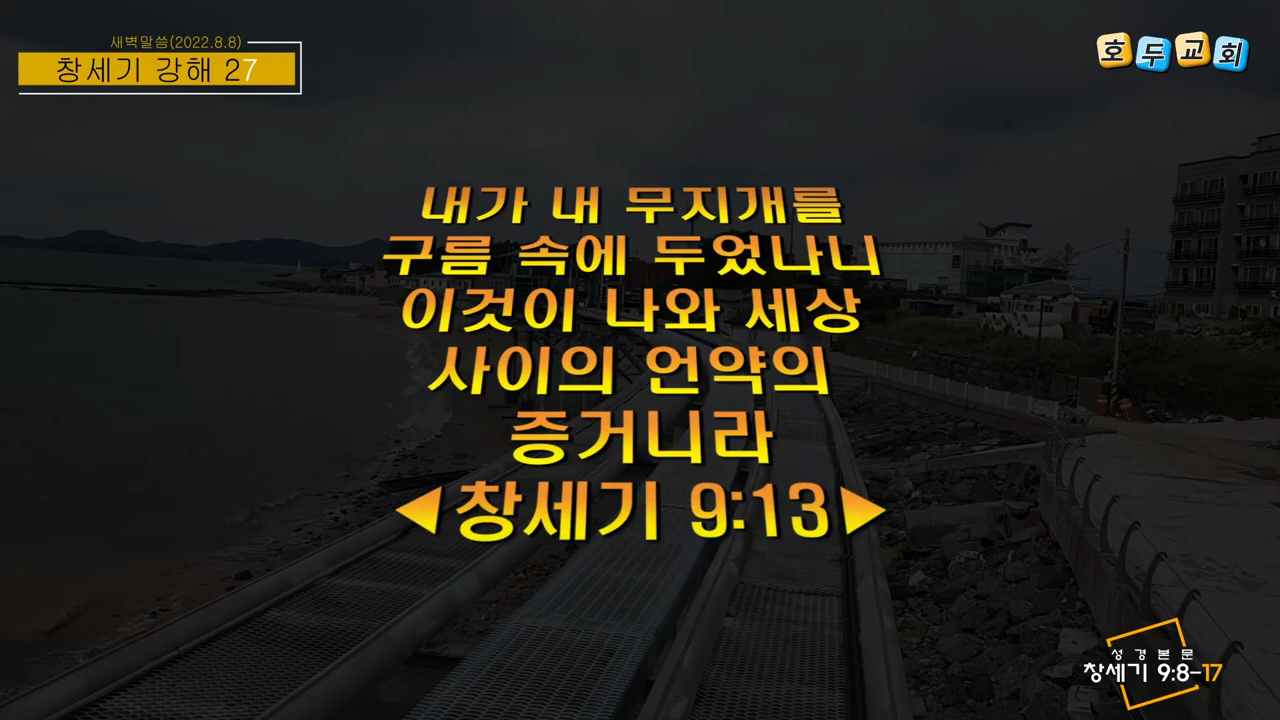 새벽말씀(2022.8.8)
창세기 강해 27
호두교회
내가 내 무지개를
구름 속에 두었나니
이것이 나와 세상
사이의 언약의
증거니라
◀창세기 9:13▶
성경본문
창세기 9:8-17